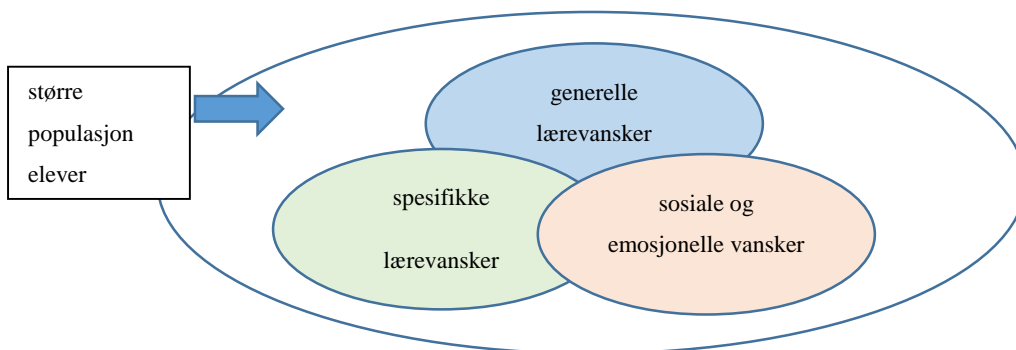 større
populasjon
elever
generelle
lærevansker
spesifikke
lærevansker
sosiale og
emosjonelle vansker